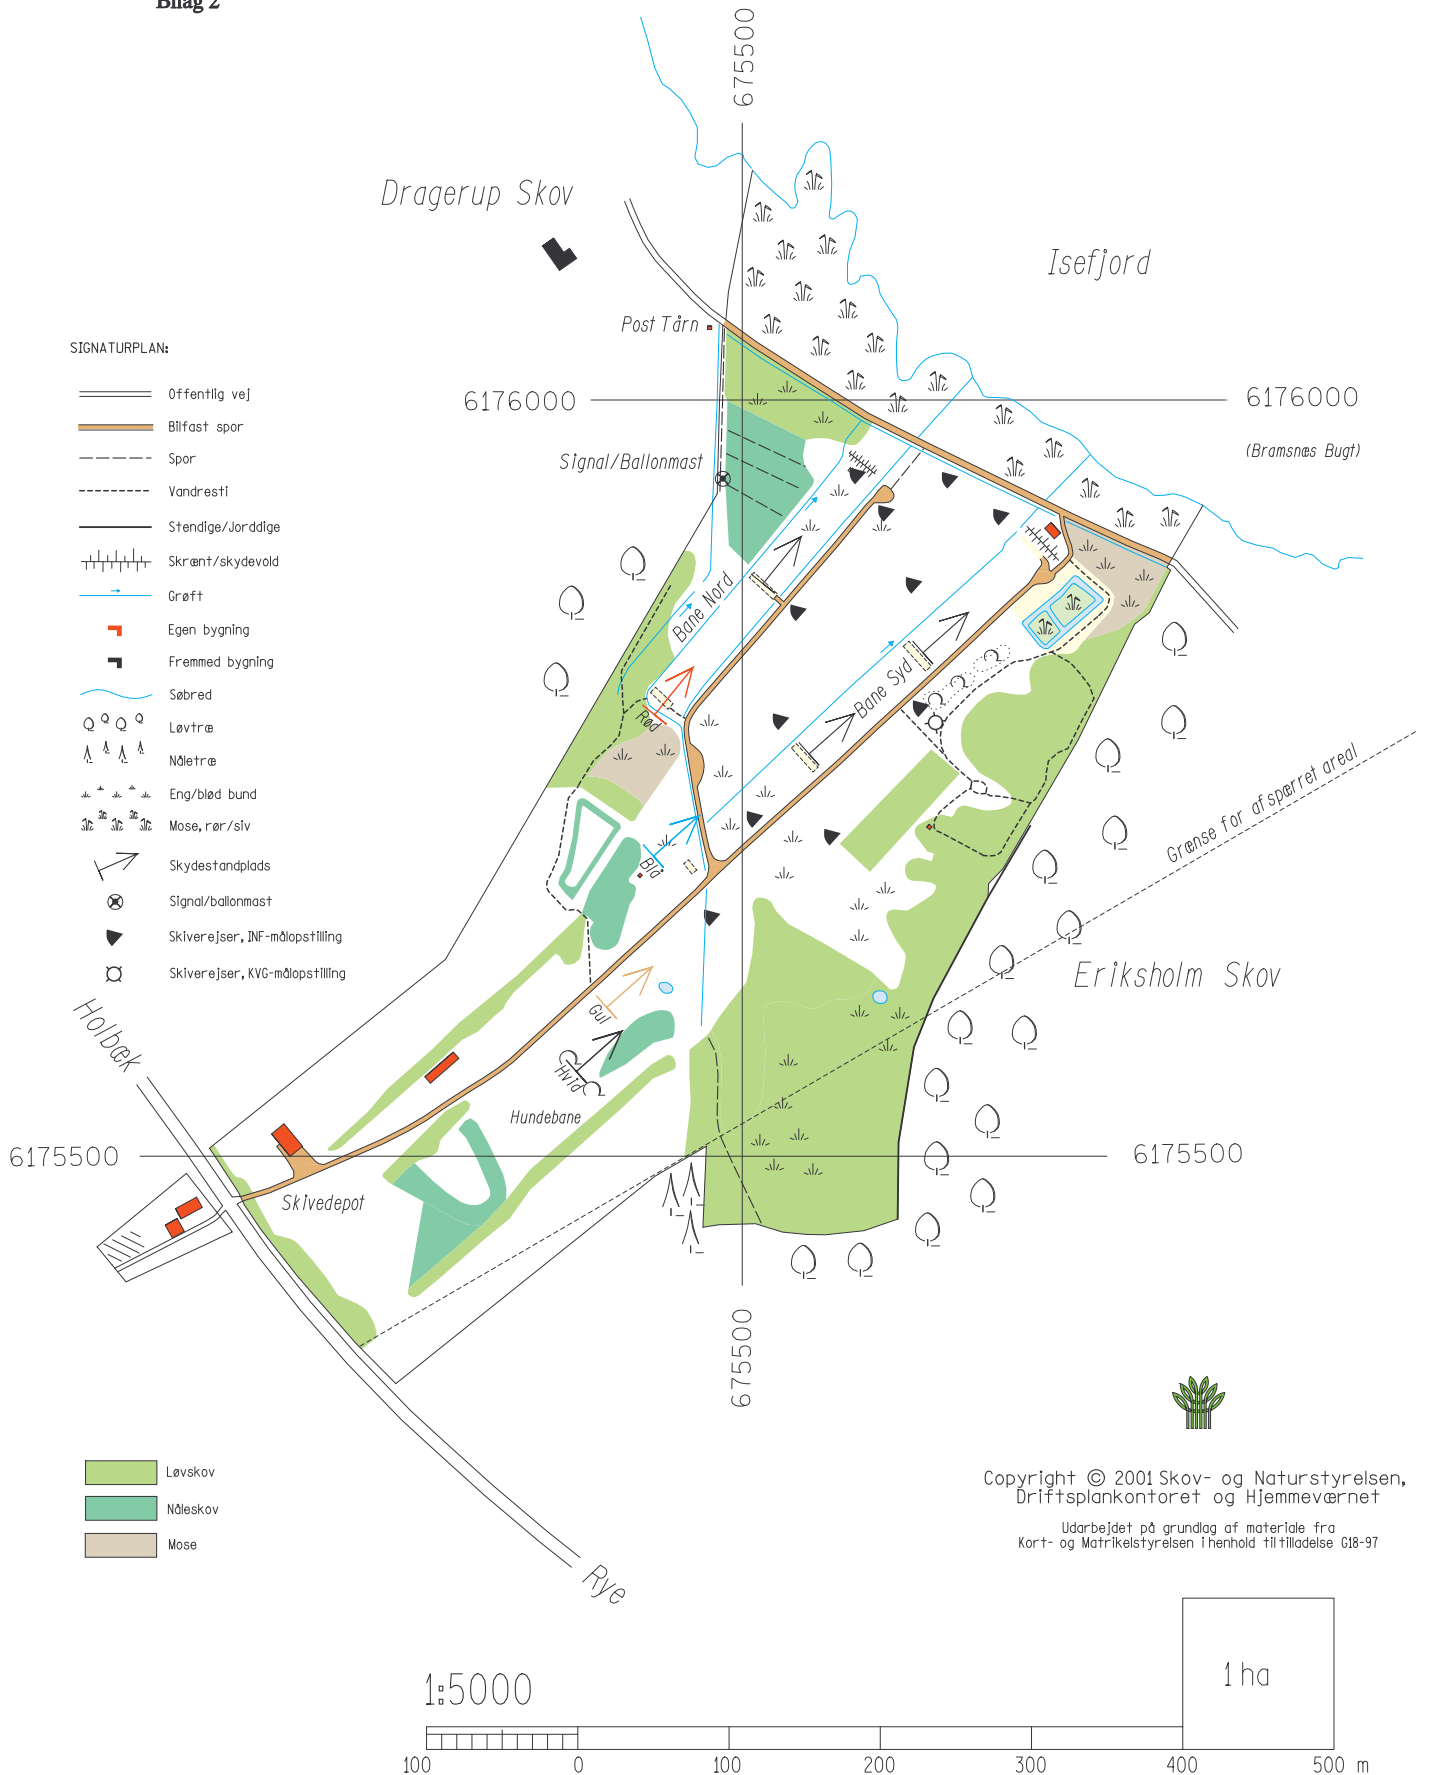 Bilag 2
675500
Dragerup Skov
Isefjord
Post Tårn
SIGNATURPLAN:
6176000
6176000
Offentlig vej
Bilfast spor
Spor
Vandresti
Stendige/Jorddige
Skrænt/skydevold
Grøft
Egen bygning
Fremmed bygning
Søbred
Løvtræ
Nåletræ
Eng/blød bund
Mose, rør/siv
Skydestandplads
Signal/ballonmast
Skiverejser, INF-målopstilling
Skiverejser, KVG-målopstilling
(Bramsnæs Bugt)
Signal/Ballonmast
Bane Nord
Rød
Bane Syd
Blå
Grænse for afspærret areal
Eriksholm Skov
Gul
Hvid
Holbæk
Hundebane
6175500
6175500
Skivedepot
675500
Løvskov
Nåleskov
Mose
Rye
Copyright © 2001 Skov- og Naturstyrelsen,
Driftsplankontoret og Hjemmeværnet
Udarbejdet på grundlag af materiale fra
Kort- og Matrikelstyrelsen i henhold til tilladelse G18-97
1 ha
1:5000
100 0 100 200 300 400 500 m